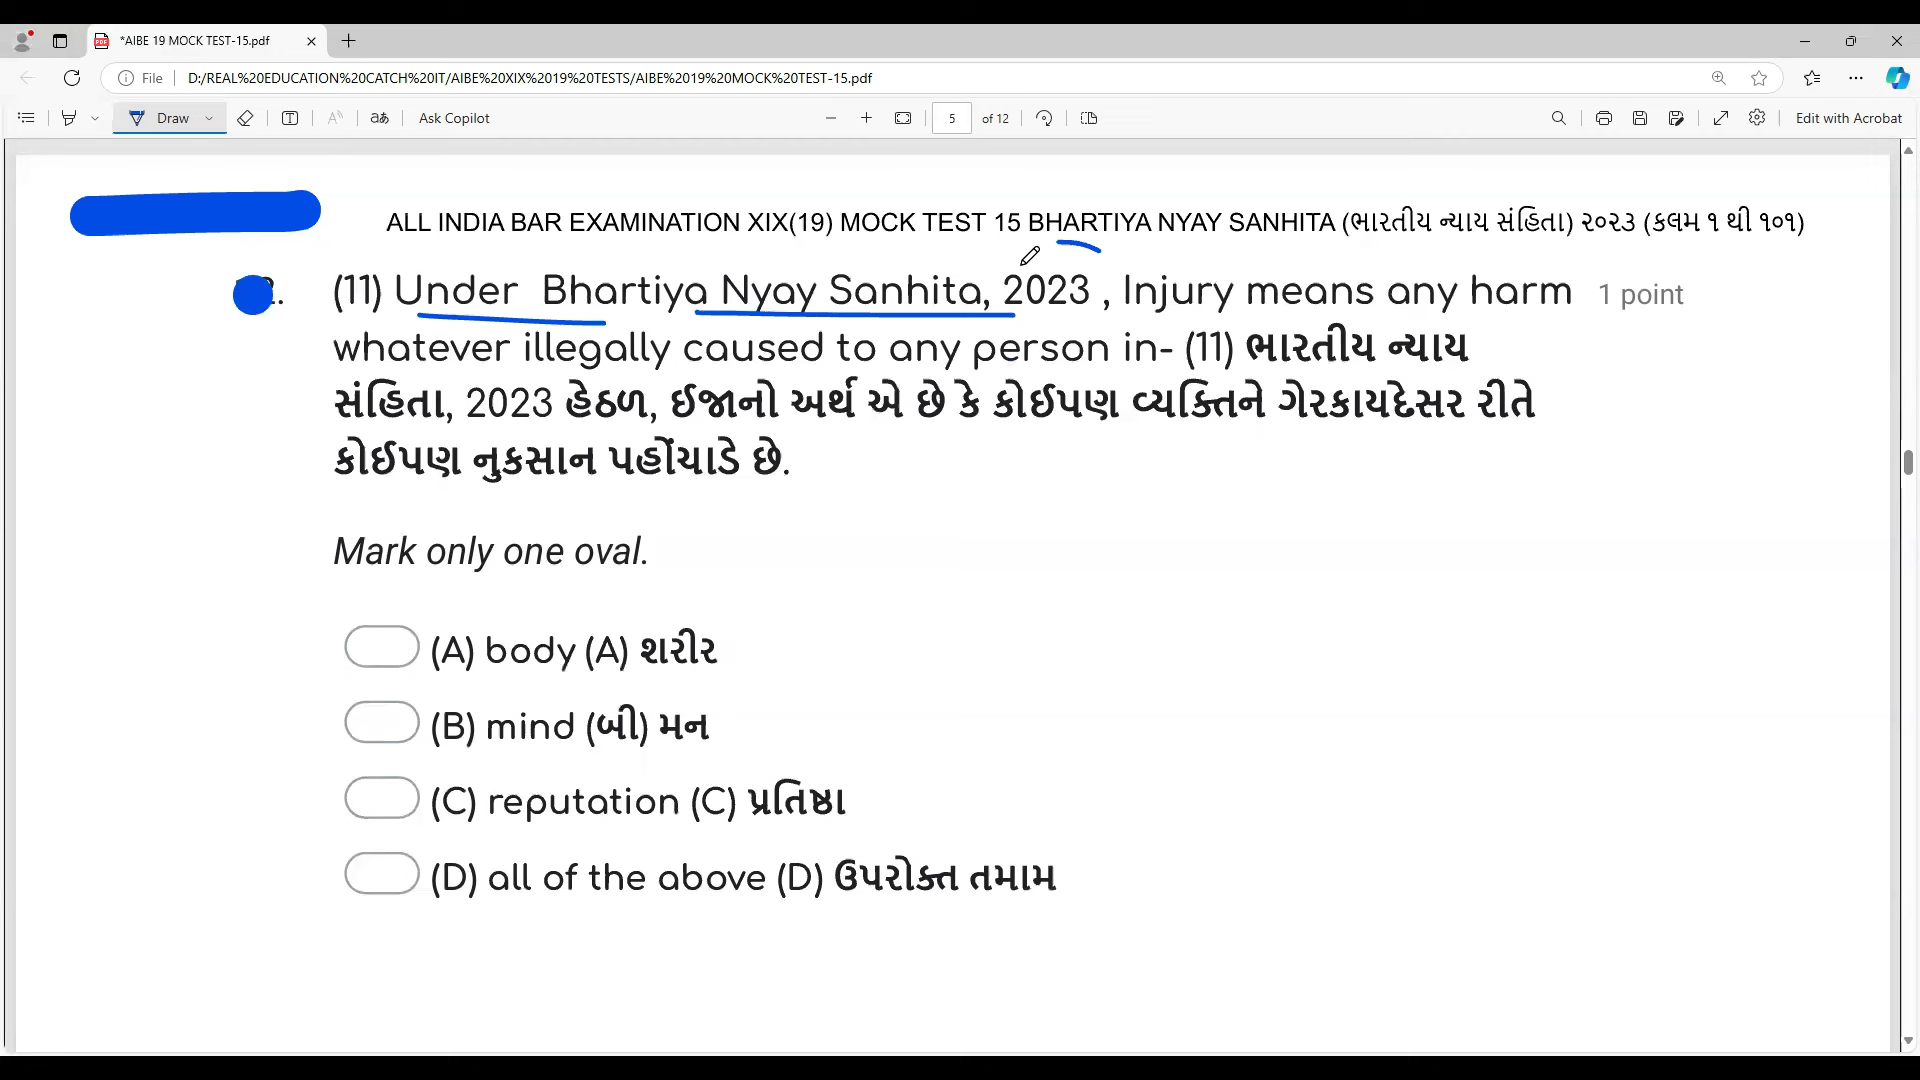 *AIBE 19 MOCK TEST-15.pdf
File D:/REAL%20EDUCATION%20CATCH%20IT/AIBE%20XIX%2019%20TESTS/AIBE%2019%20MOCK%20TEST-15.pdf
Draw Ask Copilot 5 of 12 Edit with Acrobat
ALL INDIA BAR EXAMINATION XIX(19) MOCK TEST 15 BHARTIYA NYAY SANHITA (ભારતીય ન્યાય સંહિતા) ૨૦૨૩ (કલમ ૧ થી ૧૦૧)
(11) Under Bhartiya Nyay Sanhita, 2023 , Injury means any harm 1 point
whatever illegally caused to any person in- (11) ભારતીય ન્યાય
સંહિતા, 2023 હેઠળ, ઈજાનો અર્થ એ છે કે કોઈપણ વ્યક્તિને ગેરકાયદેસર રીતે
કોઈપણ નુકસાન પહોંચાડે છે.
Mark only one oval.
(A) body (A) શરીર
(B) mind (બી) મન
(C) reputation (C) પ્રતિષ્ઠા
(D) all of the above (D) ઉપરોક્ત તમામ